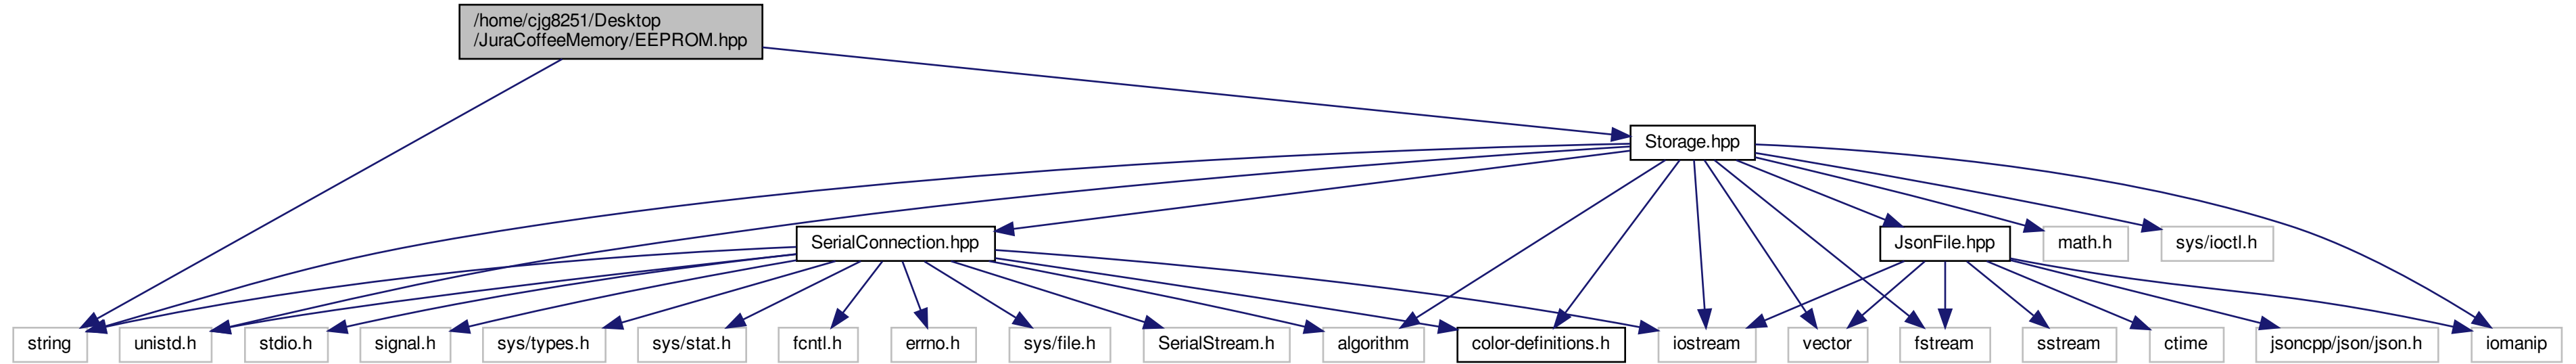 /home/cjg8251/Desktop
/JuraCoffeeMemory/EEPROM.hpp
Storage.hpp
SerialConnection.hpp
JsonFile.hpp
math.h
sys/ioctl.h
string
unistd.h
stdio.h
signal.h
sys/types.h
sys/stat.h
fcntl.h
errno.h
sys/file.h
SerialStream.h
algorithm
color-definitions.h
iostream
vector
fstream
sstream
ctime
jsoncpp/json/json.h
iomanip